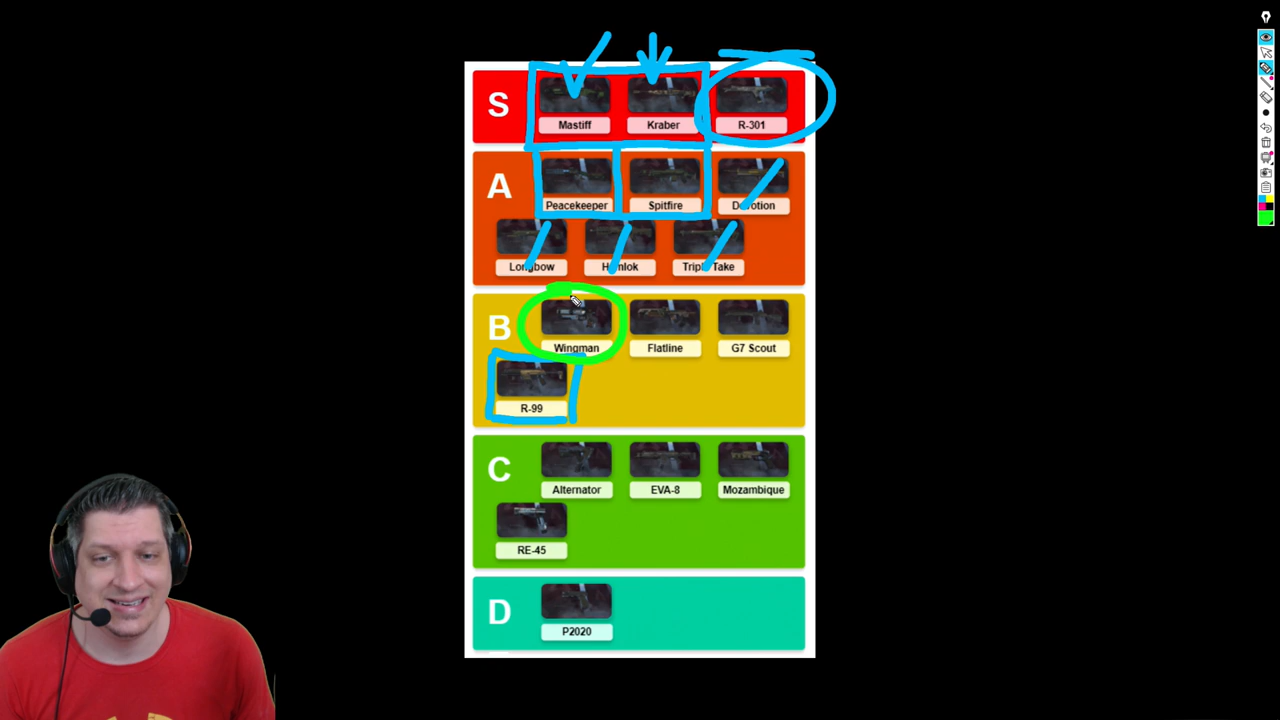 S
Mastiff Kraber R-301
A
Peacekeeper Spitfire Devotion
Longbow Hemlok Triple Take
B
Wingman Flatline G7 Scout
R-99
C
Alternator EVA-8 Mozambique
RE-45
D
P2020